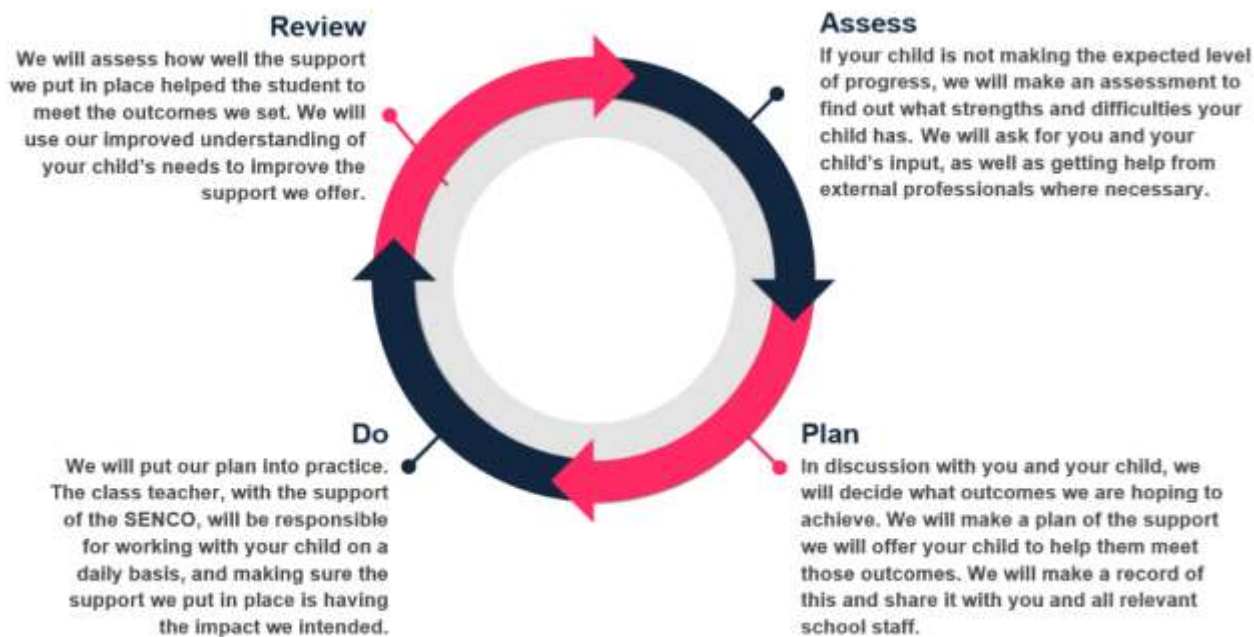 Review
We will assess how well the support
we put in place helped the student to
meet the outcomes we set. We will
use our improved understanding of
your child's needs to improve the
support we offer.
Assess
If your child is not making the expected level
of progress, we will make an assessment to
find out what strengths and difficulties your
child has. We will ask for you and your
child's input, as well as getting help from
external professionals where necessary.
Do
We will put our plan into practice.
The class teacher, with the support
of the SENCO, will be responsible
for working with your child on a
daily basis, and making sure the
support we put in place is having
the impact we intended.
Plan
In discussion with you and your child, we
will decide what outcomes we are hoping to
achieve. We will make a plan of the support
we will offer your child to help them meet
those outcomes. We will make a record of
this and share it with you and all relevant
school staff.